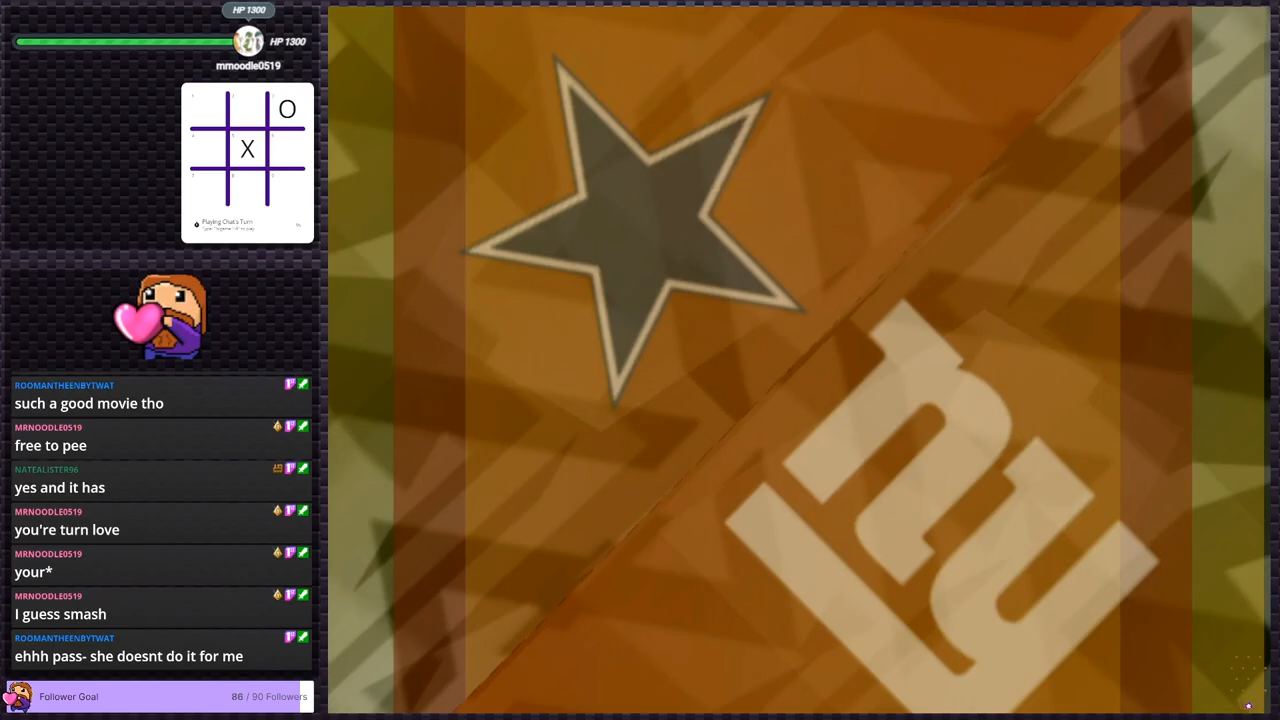 HP 1300
HP 1300
mmoodle0519
O
X
Playing Chat's Turn
ROOMANTHEENBYTWAT
such a good movie tho
MRNOODLE0519
free to pee
NATEALISTER96
yes and it has
MRNOODLE0519
you're turn love
MRNOODLE0519
your*
MRNOODLE0519
I guess smash
ROOMANTHEENBYTWAT
ehhh pass- she doesnt do it for me
Follower Goal
86 / 90 Followers
ny